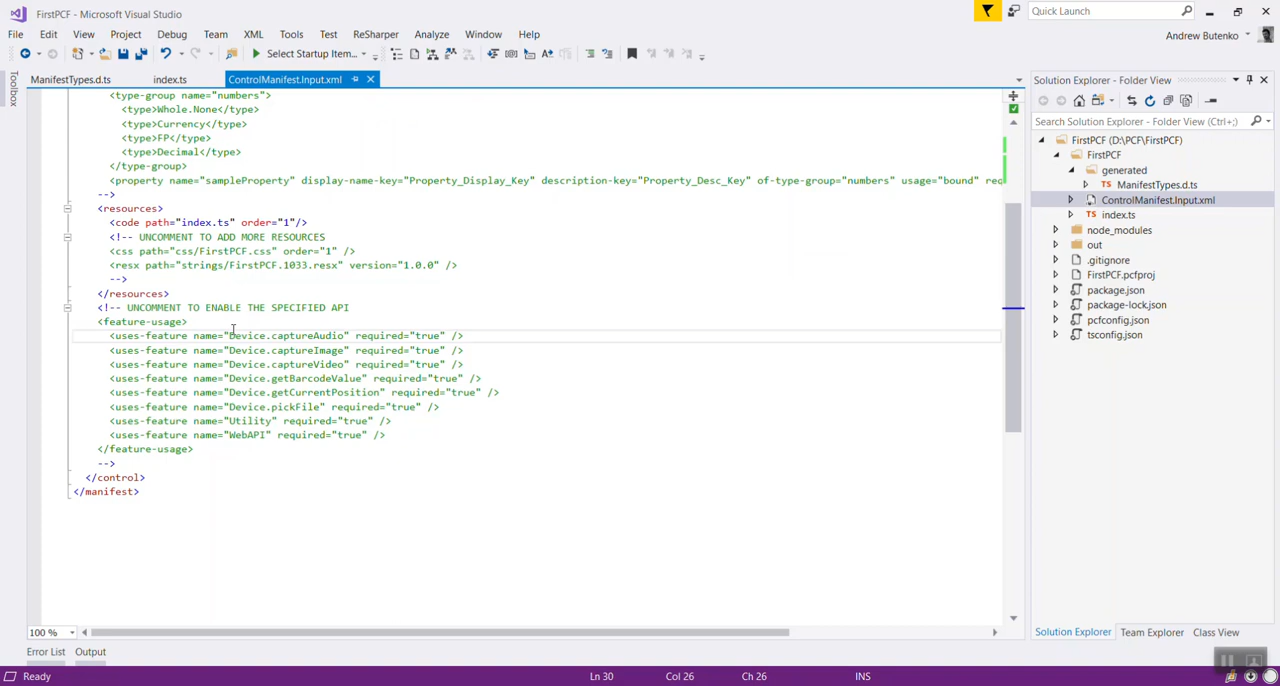 FirstPCF - Microsoft Visual Studio
Quick Launch
File Edit View Project Debug Team XML Tools Test ReSharper Analyze Window Help
Andrew Butenko
Select Startup Item...
Toolbox
ManifestTypes.d.ts index.ts ControlManifest.Input.xml
<type-group name="numbers">
<type>Whole.None</type>
<type>Currency</type>
<type>FP</type>
<type>Decimal</type>
</type-group>
<property name="sampleProperty" display-name-key="Property_Display_Key" description-key="Property_Desc_Key" of-type-group="numbers" usage="bound" req
-->
<resources>
<code path="index.ts" order="1"/>
<!-- UNCOMMENT TO ADD MORE RESOURCES
<css path="css/FirstPCF.css" order="1" />
<resx path="strings/FirstPCF.1033.resx" version="1.0.0" />
-->
</resources>
<!-- UNCOMMENT TO ENABLE THE SPECIFIED API
<feature-usage>
<uses-feature name="Device.captureAudio" required="true" />
<uses-feature name="Device.captureImage" required="true" />
<uses-feature name="Device.captureVideo" required="true" />
<uses-feature name="Device.getBarcodeValue" required="true" />
<uses-feature name="Device.getCurrentPosition" required="true" />
<uses-feature name="Device.pickFile" required="true" />
<uses-feature name="Utility" required="true" />
<uses-feature name="WebAPI" required="true" />
</feature-usage>
-->
</control>
</manifest>
100 %
Solution Explorer - Folder View
Search Solution Explorer - Folder View (Ctrl+;)
FirstPCF (D:\PCF\FirstPCF)
FirstPCF
generated
TS ManifestTypes.d.ts
ControlManifest.Input.xml
TS index.ts
node_modules
out
.gitignore
FirstPCF.pcfproj
package.json
package-lock.json
pcfconfig.json
tsconfig.json
Solution Explorer Team Explorer Class View
Error List Output
Ready Ln 30 Col 26 Ch 26 INS